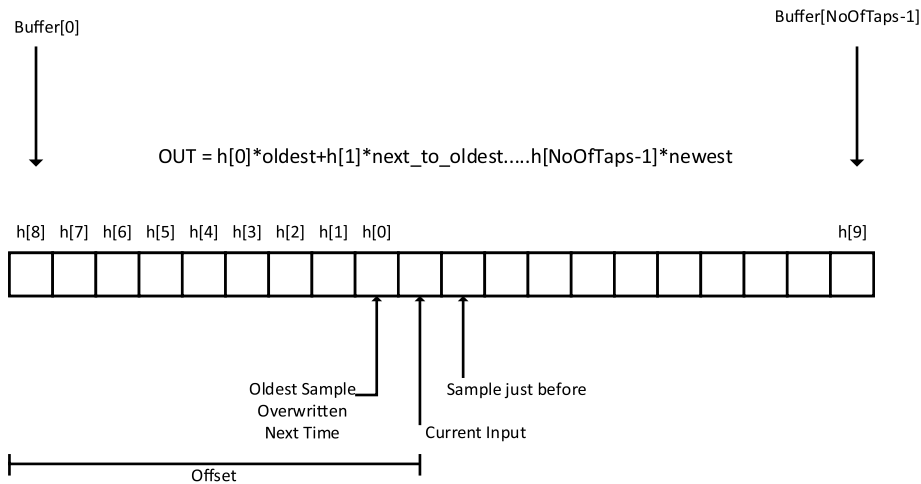 Buffer[0]
Buffer[NoOfTaps-1]
OUT = h[0]*oldest+h[1]*next_to_oldest.....h[NoOfTaps-1]*newest
h[8] h[7] h[6] h[5] h[4] h[3] h[2] h[1] h[0] h[9]
Oldest Sample
Overwritten
Next Time
Sample just before
Current Input
Offset